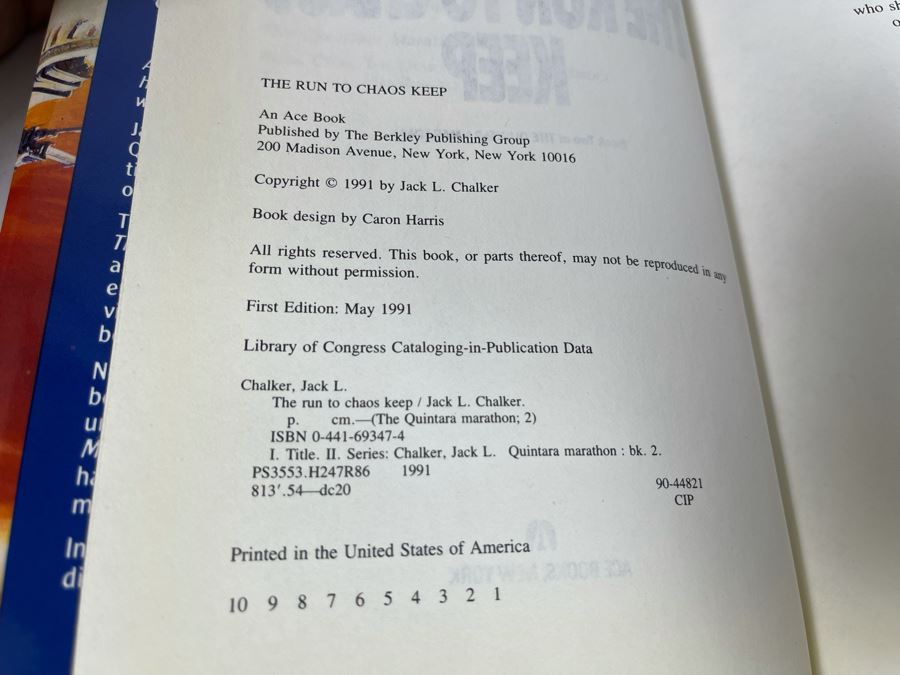 who
THE RUN TO CHAOS KEEP
An Ace Book
Published by The Berkley Publishing Group
200 Madison Avenue, New York, New York 10016
Copyright © 1991 by Jack L. Chalker
Book design by Caron Harris
All rights reserved. This book, or parts thereof, may not be reproduced in any
form without permission.
First Edition: May 1991
Library of Congress Cataloging-in-Publication Data
Chalker, Jack L.
The run to chaos keep / Jack L. Chalker.
p. cm.—(The Quintara marathon; 2)
ISBN 0-441-69347-4
I. Title. II. Series: Chalker, Jack L. Quintara marathon : bk. 2.
PS3553.H247R86 1991
813'.54—dc20
90-44821
CIP
Printed in the United States of America
10 9 8 7 6 5 4 3 2 1